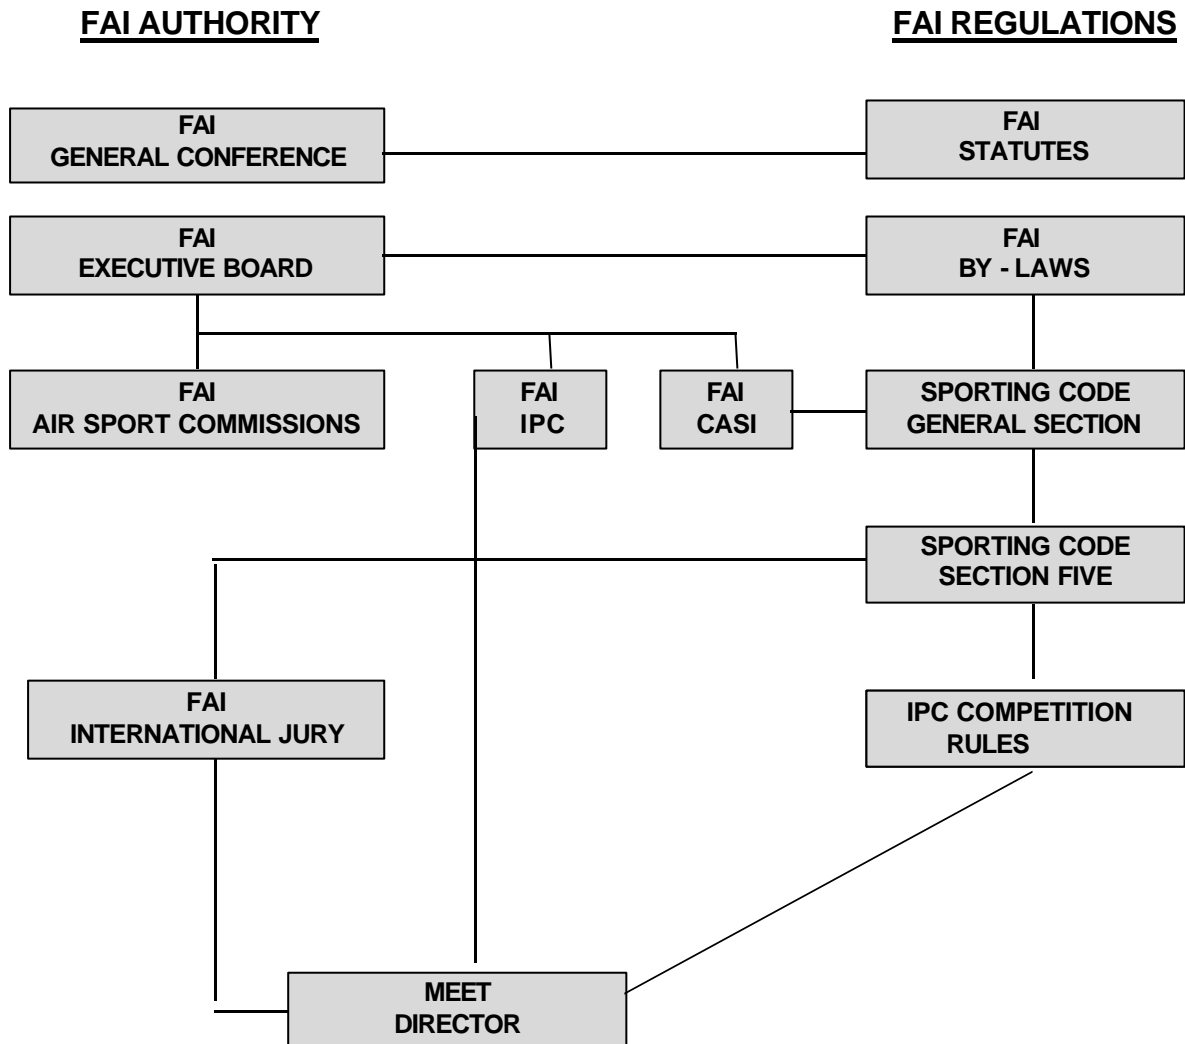 FAI AUTHORITY
FAI REGULATIONS
FAI
GENERAL CONFERENCE
FAI
STATUTES
FAI
EXECUTIVE BOARD
FAI
BY - LAWS
FAI
AIR SPORT COMMISSIONS
FAI
IPC
FAI
CASI
SPORTING CODE
GENERAL SECTION
SPORTING CODE
SECTION FIVE
FAI
INTERNATIONAL JURY
IPC COMPETITION
RULES
MEET
DIRECTOR